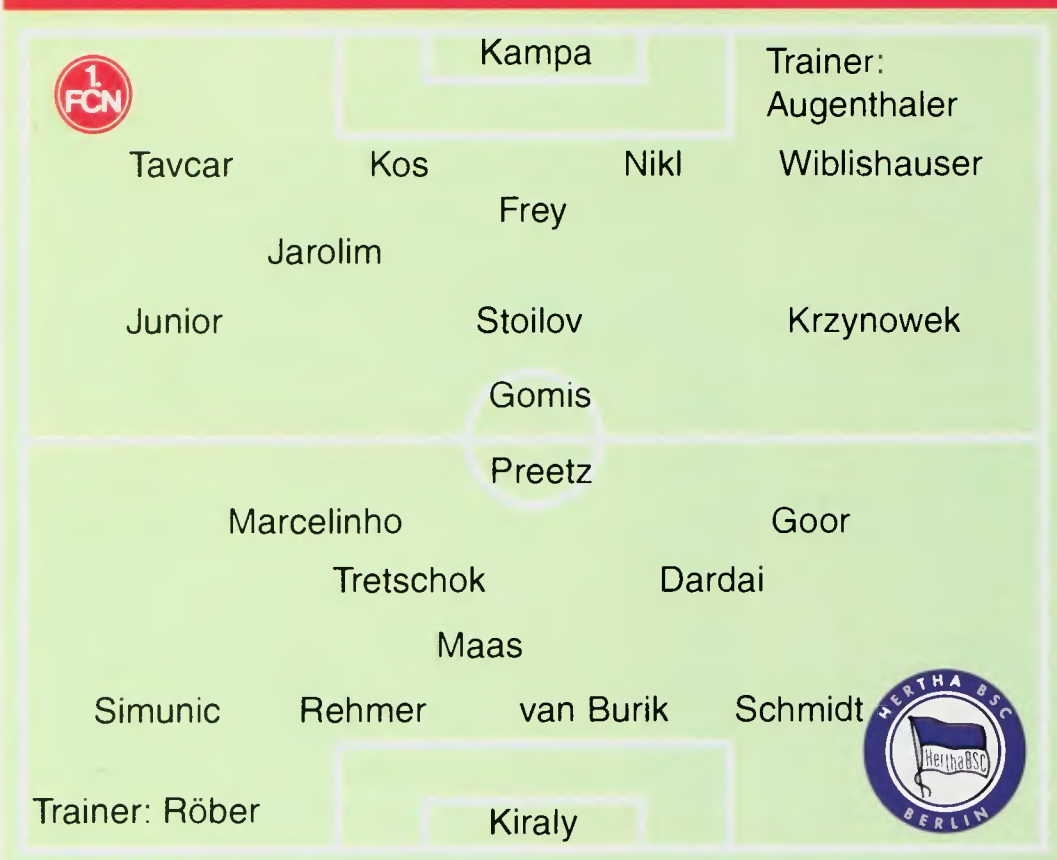 1.
FCN
Kampa
Trainer:
Augenthaler
Tavcar Kos Nikl Wiblishauser
Frey
Jarolim
Junior Stoilov Krzynowek
Gomis
Preetz
Marcelinho Goor
Tretschok Dardai
Maas
Simunic Rehmer van Burik Schmidt
HERTHA BSC
HerthaBSC
BERLIN
Trainer: Röber
Kiraly